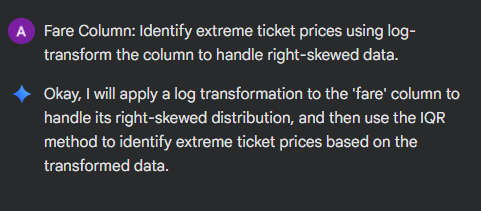 A
Fare Column: Identify extreme ticket prices using log-
transform the column to handle right-skewed data.
Okay, I will apply a log transformation to the 'fare' column to
handle its right-skewed distribution, and then use the IQR
method to identify extreme ticket prices based on the
transformed data.